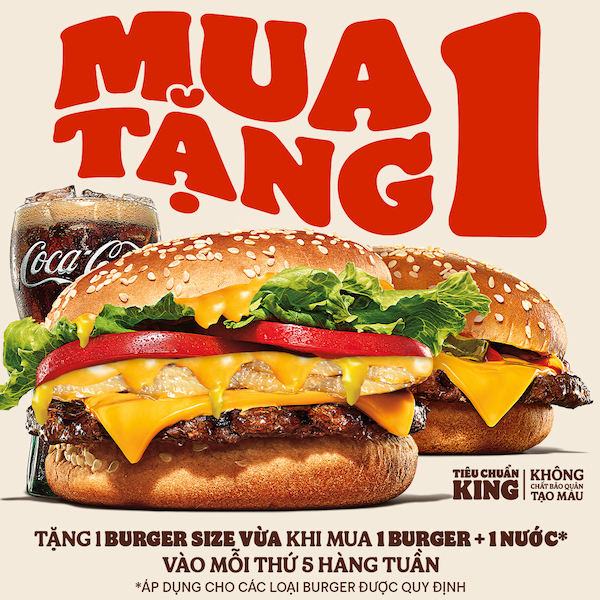 MUA 1
TẶNG
Coca-Co
TIÊU CHUẨN
KING
KHÔNG
CHẤT BẢO QUẢN
TẠO MÀU
TẶNG 1 BURGER SIZE VỪA KHI MUA 1 BURGER + 1 NƯỚC*
VÀO MỖI THỨ 5 HÀNG TUẦN
*ÁP DỤNG CHO CÁC LOẠI BURGER ĐƯỢC QUY ĐỊNH